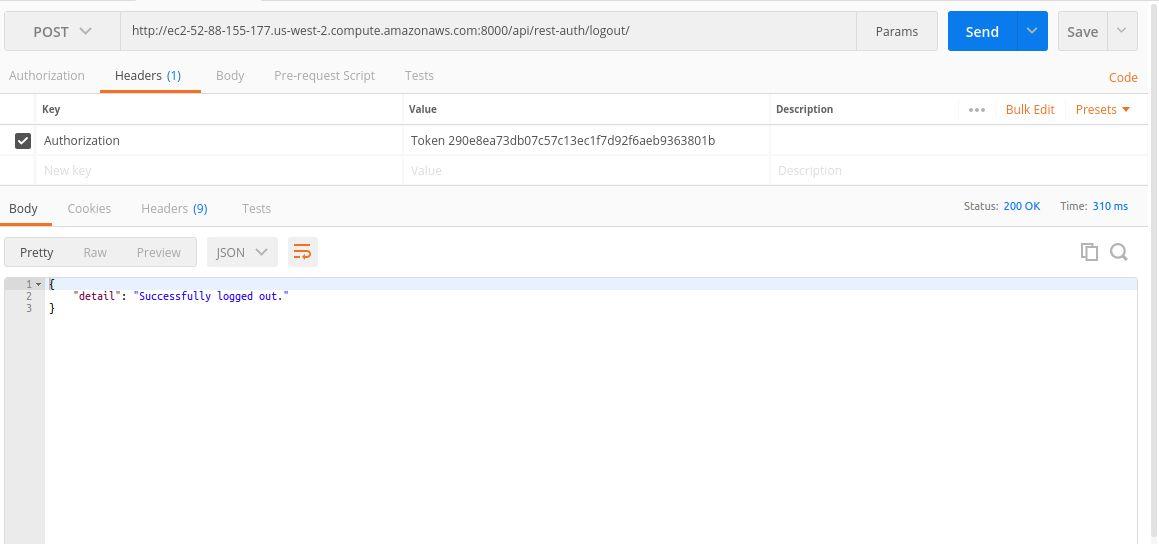 POST http://ec2-52-88-155-177.us-west-2.compute.amazonaws.com:8000/api/rest-auth/logout/ Params Send Save
Authorization Headers (1) Body Pre-request Script Tests Code
Key Value Description ••• Bulk Edit Presets
Authorization Token 290e8ea73db07c57c13ec1f7d92f6aeb9363801b
New key Value Description
Body Cookies Headers (9) Tests Status: 200 OK Time: 310 ms
Pretty Raw Preview JSON
1 {
2 "detail": "Successfully logged out."
3 }